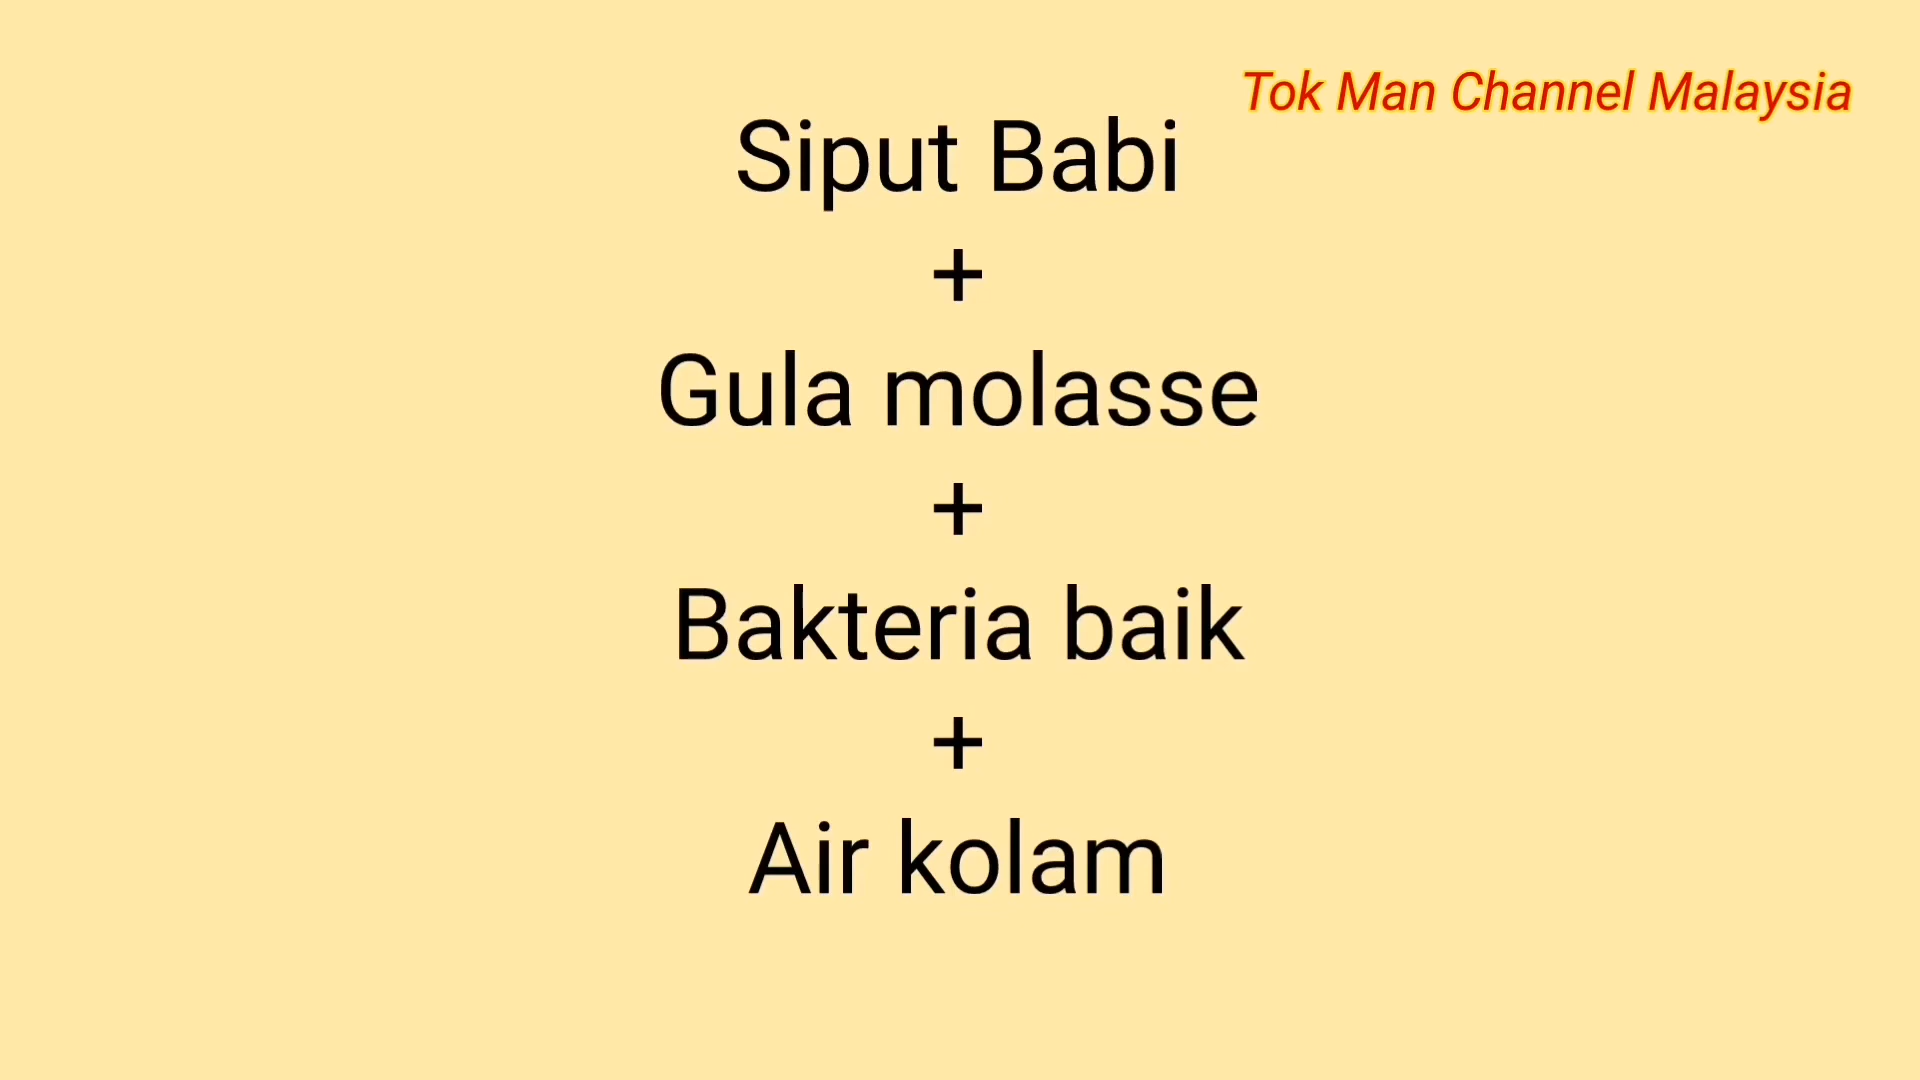 Tok Man Channel Malaysia
Siput Babi
+
Gula molasse
+
Bakteria baik
+
Air kolam